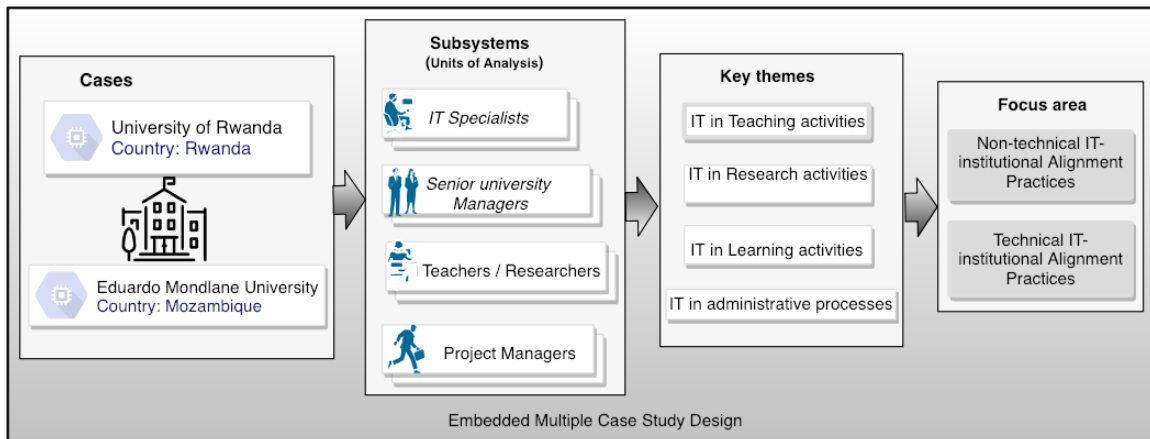 Cases
University of Rwanda
Country: Rwanda
Eduardo Mondlane University
Country: Mozambique
Subsystems
(Units of Analysis)
IT Specialists
Senior university
Managers
Teachers / Researchers
Project Managers
Key themes
IT in Teaching activities
IT in Research activities
IT in Learning activities
IT in administrative processes
Focus area
Non-technical IT-
institutional Alignment
Practices
Technical IT-
institutional Alignment
Practices
Embedded Multiple Case Study Design